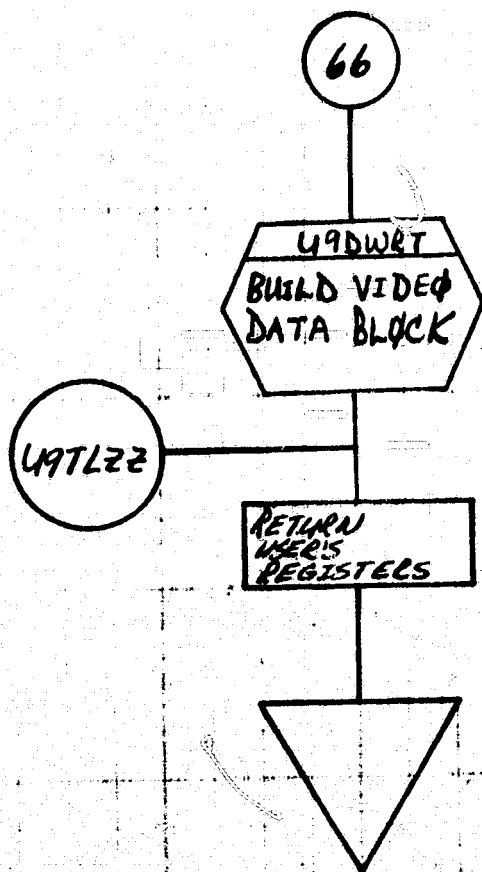 66
U9DWRT
BUILD VIDEØ
DATA BLØCK
U9TLZZ
RETURN
USER'S
REGISTERS